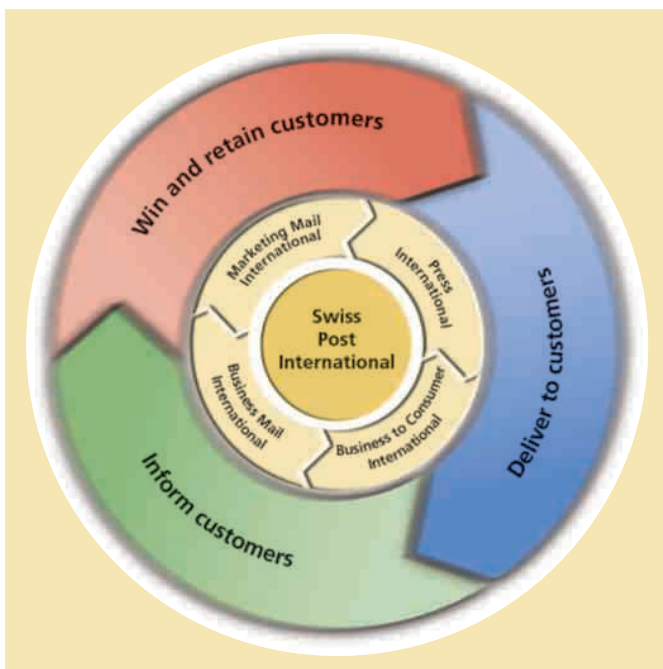 Win and retain customers
Deliver to customers
Inform customers
Marketing Mail
International
Press
International
Business to Consumer
International
Business Mail
International
Swiss
Post
International